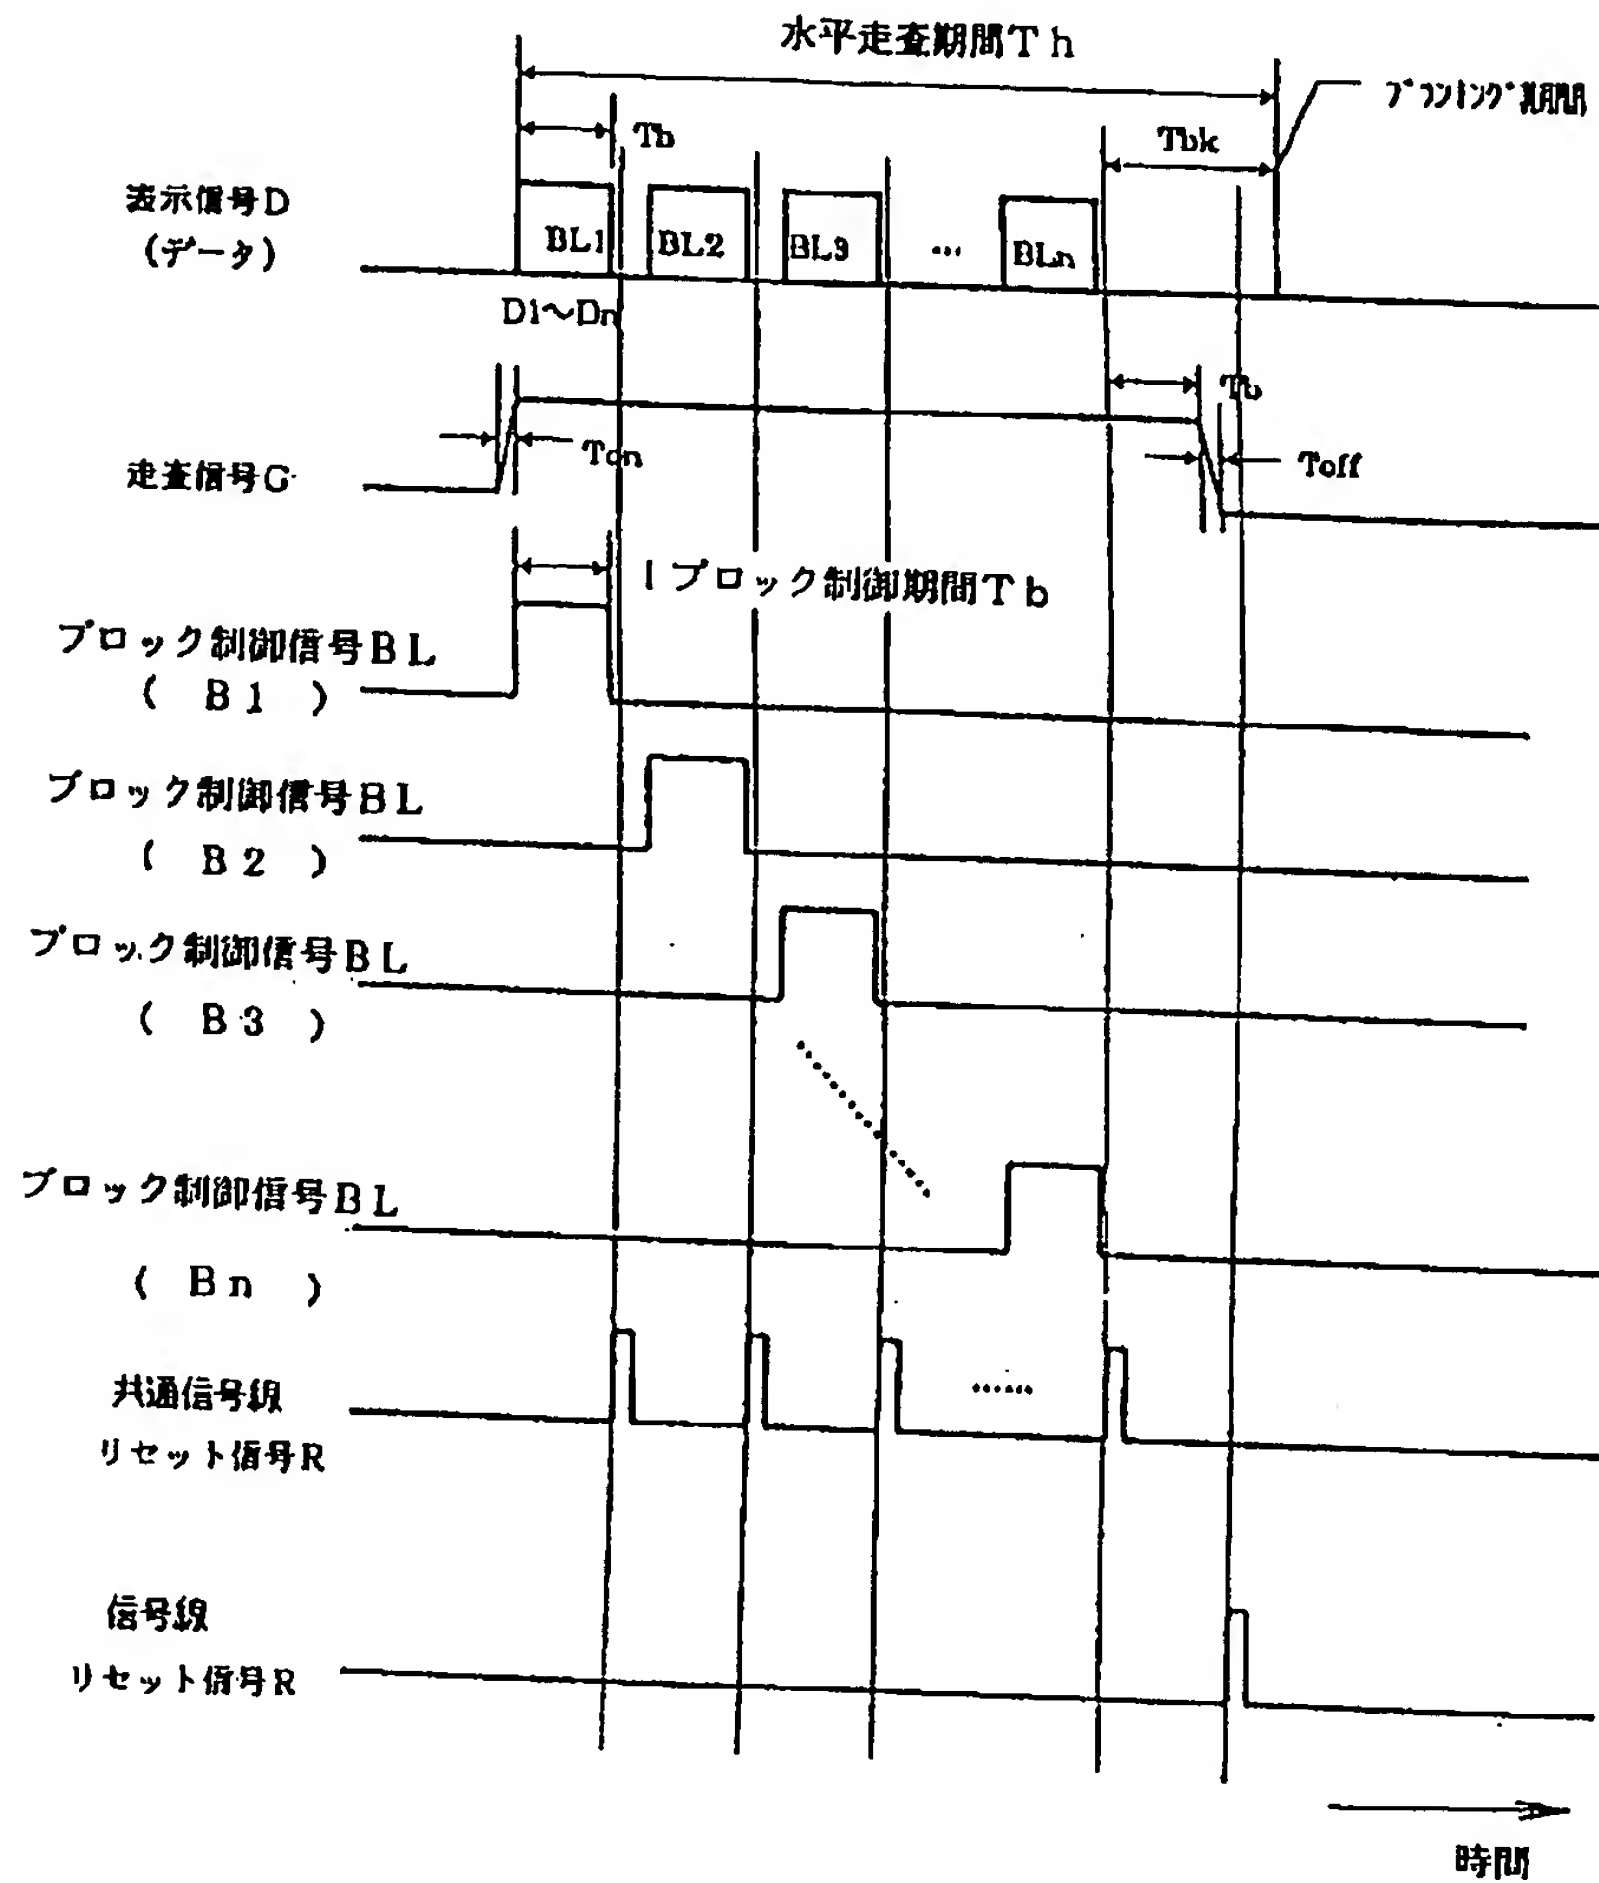 水平走査期間Th
ブランキング期間
Tb
Tbk
表示信号D
(データ)
BL1
BL2
BL3
...
BLn
D1～Dn
Tb
Ton
走査信号G
Toff
1ブロック制御期間Tb
ブロック制御信号BL
( B1 )
ブロック制御信号BL
( B2 )
ブロック制御信号BL
( B3 )
ブロック制御信号BL
( Bn )
共通信号線
リセット信号R
......
信号線
リセット信号R
時間